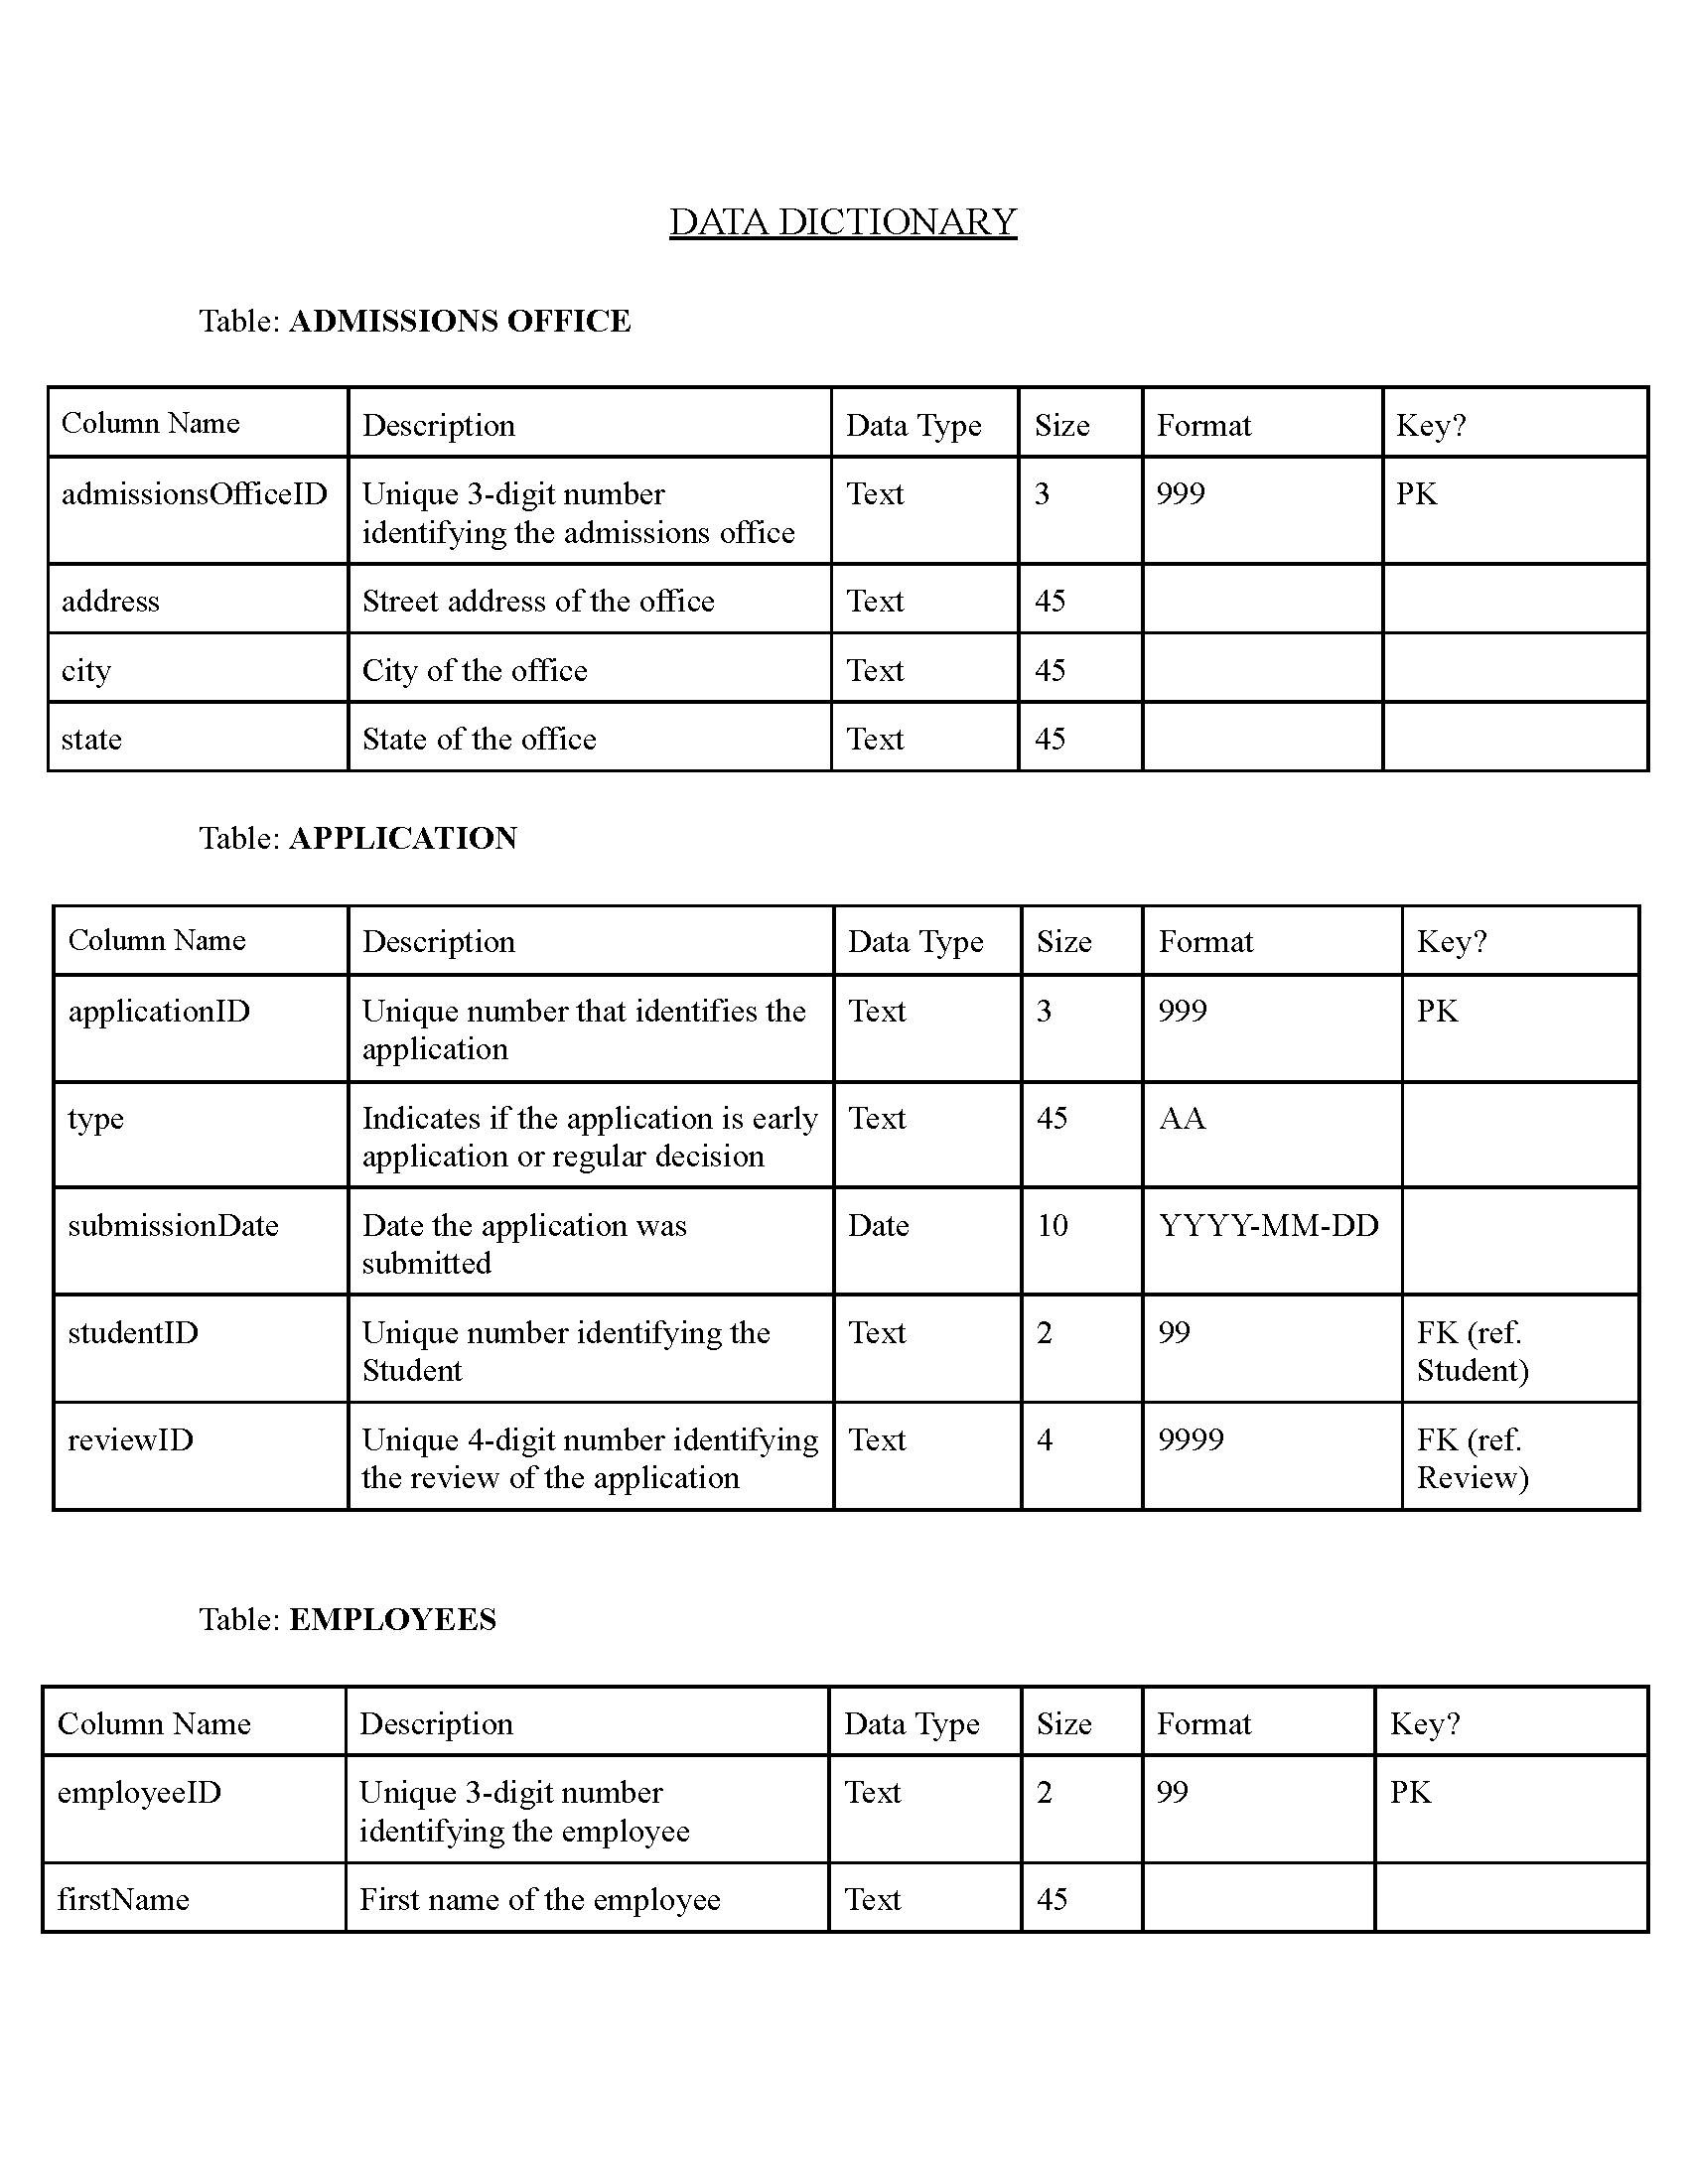 DATA DICTIONARY
Table: ADMISSIONS OFFICE
Column Name Description Data Type Size Format Key?
admissionsOfficeID Unique 3-digit number identifying the admissions office Text 3 999 PK
address Street address of the office Text 45
city City of the office Text 45
state State of the office Text 45
Table: APPLICATION
Column Name Description Data Type Size Format Key?
applicationID Unique number that identifies the application Text 3 999 PK
type Indicates if the application is early application or regular decision Text 45 AA
submissionDate Date the application was submitted Date 10 YYYY-MM-DD
studentID Unique number identifying the Student Text 2 99 FK (ref. Student)
reviewID Unique 4-digit number identifying the review of the application Text 4 9999 FK (ref. Review)
Table: EMPLOYEES
Column Name Description Data Type Size Format Key?
employeeID Unique 3-digit number identifying the employee Text 2 99 PK
firstName First name of the employee Text 45